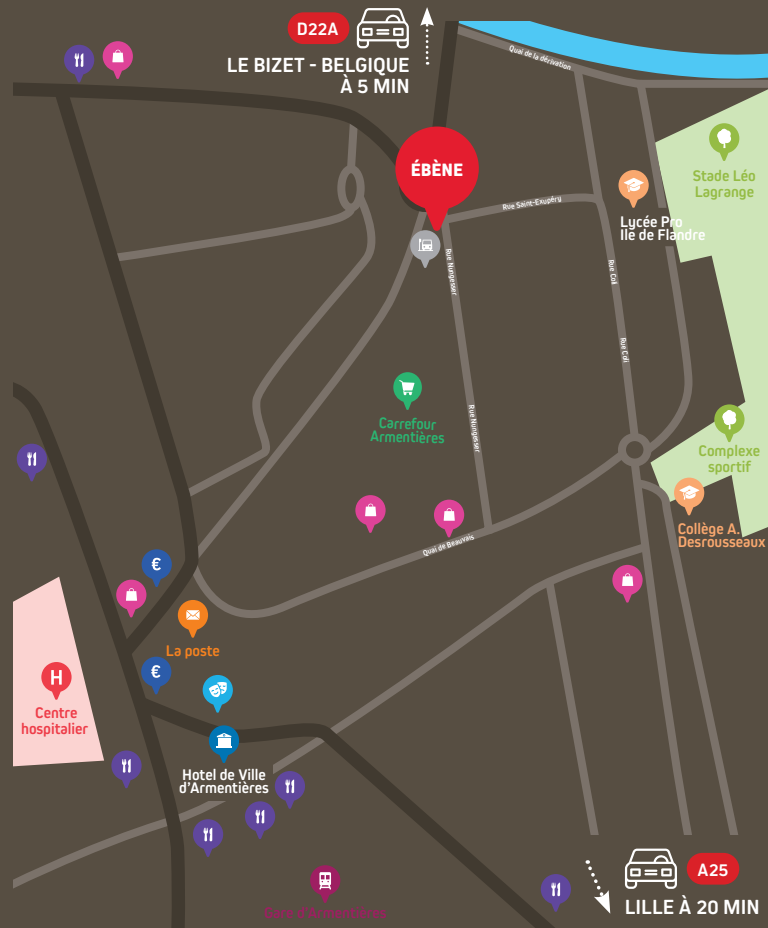 D22A
LE BIZET - BELGIQUE
À 5 MIN
Quai de la dérivation
ÉBÈNE
Stade Léo
Lagrange
Rue Saint-Exupéry
Lycée Pro
Ile de Flandre
Rue Nungesser
Rue Coli
Rue Coli
Carrefour
Armentières
Rue Nungesser
Complexe
sportif
Collège A.
Desrousseaux
Quai de Beauvais
€
La poste
€
H
Centre
hospitalier
Hotel de Ville
d'Armentières
A25
LILLE À 20 MIN
Gare d'Armentières